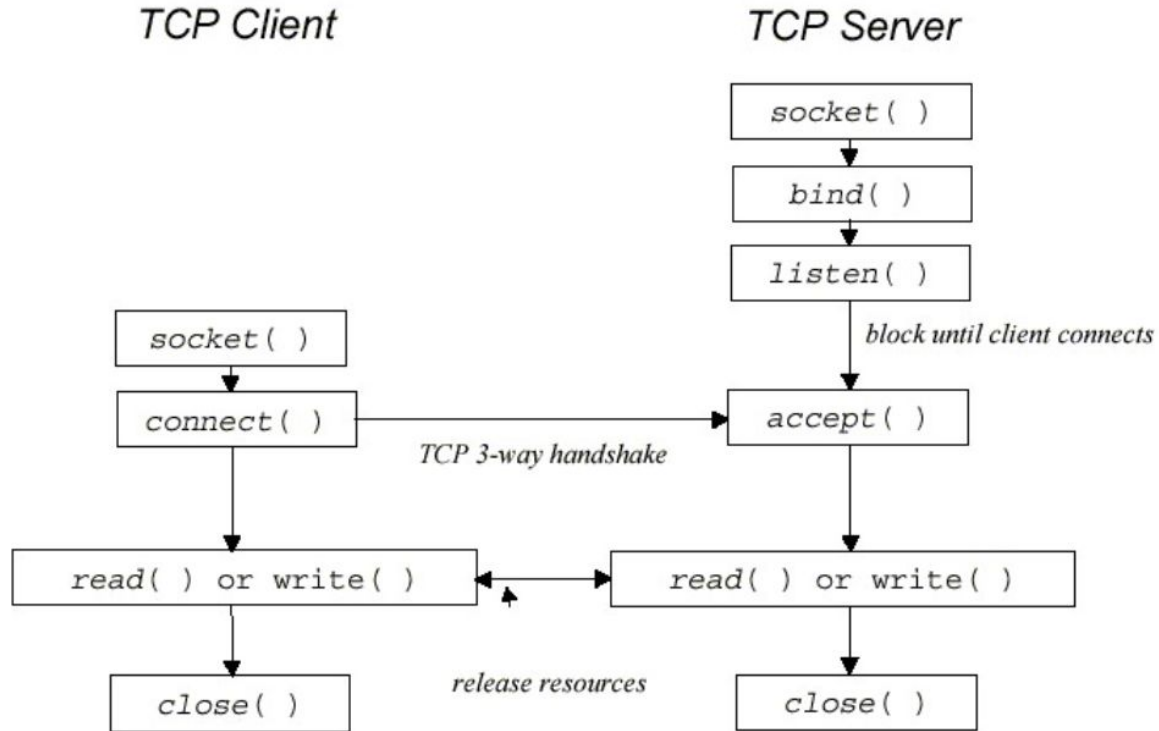 TCP Client
TCP Server
socket( )
bind( )
listen( )
block until client connects
socket( )
connect( )
accept( )
TCP 3-way handshake
read( ) or write( )
read( ) or write( )
release resources
close( )
close( )